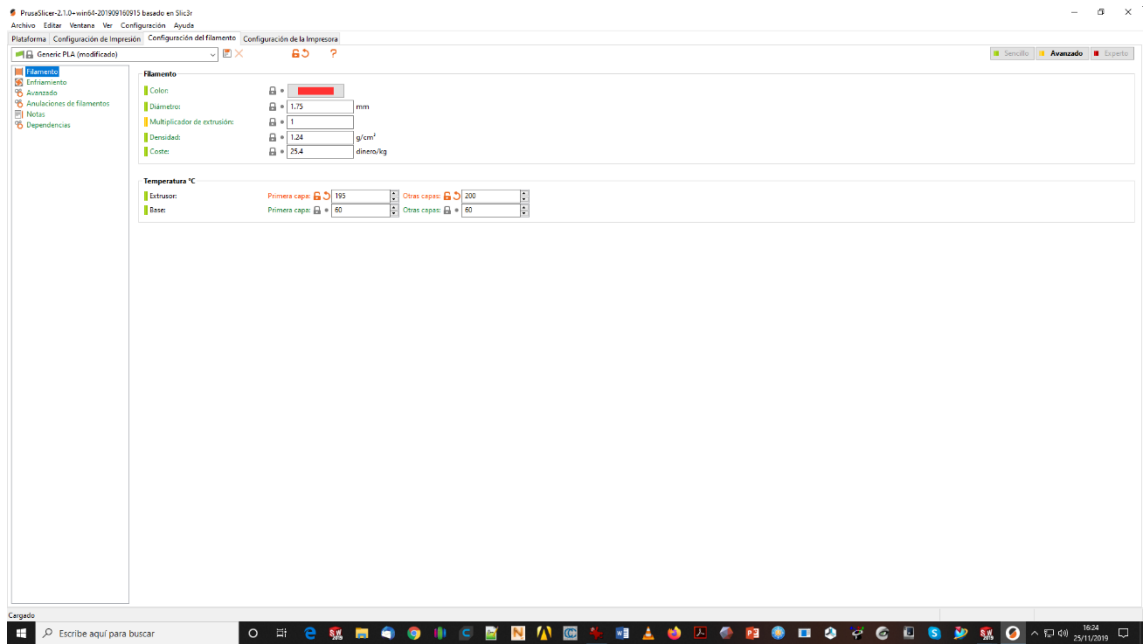 PrusaSlicer-2.1.0+win64-201909160915 basado en Slic3r
Archivo Editar Ventana Ver Configuración Ayuda
Plataforma Configuración de Impresión Configuración del filamento Configuración de la Impresora
Generic PLA (modificado) ? Sencillo Avanzado Experto
Filamento
Enfriamiento
Avanzado
Anulaciones de filamentos
Notas
Dependencias
Filamento
Color:
Diámetro: 1.75 mm
Multiplicador de extrusión: 1
Densidad: 1.24 g/cm³
Coste: 25.4 dinero/kg
Temperatura °C
Extrusor: Primera capa: 195 Otras capas: 200
Base: Primera capa: 60 Otras capas: 60
Cargado
Escribe aquí para buscar
16:24
25/11/2019